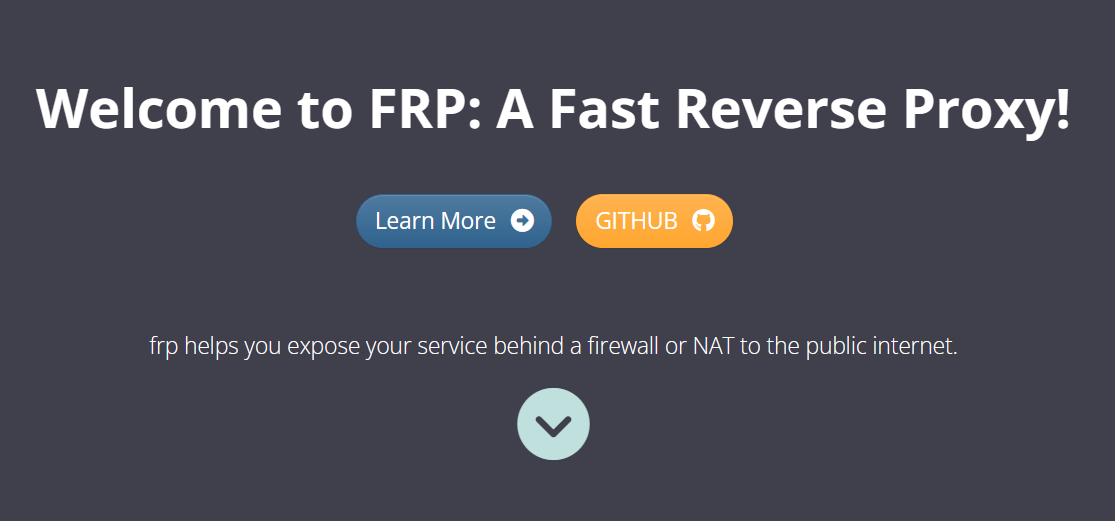 Welcome to FRP: A Fast Reverse Proxy!
Learn More
GITHUB
frp helps you expose your service behind a firewall or NAT to the public internet.